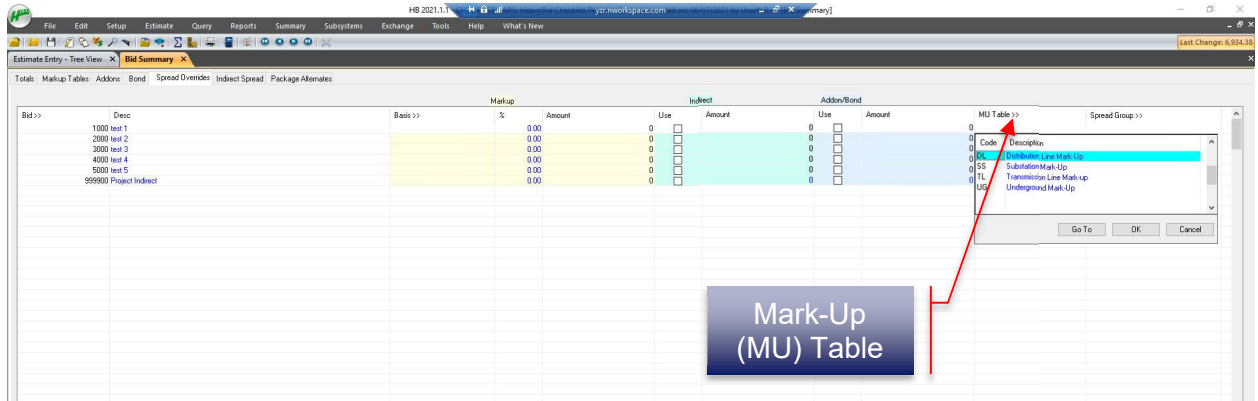 HB 2021.1.1 yzr.nworkspace.com mmary]
File Edit Setup Estimate Query Reports Summary Subsystems Exchange Tools Help What's New
Last Change: 6,934.38
Estimate Entry - Tree View X Bid Summary X
Totals Markup Tables Addons Bond Spread Overrides Indirect Spread Package Alternates
Markup Indirect Addon/Bond
Bid >> Desc Basis >> % Amount Use Amount Use Amount MU Table >> Spread Group >>
1000 test 1 0.00 0 0 0
2000 test 2 0.00 0 0 0
3000 test 3 0.00 0 0 0
4000 test 4 0.00 0 0 0
5000 test 5 0.00 0 0 0
999900 Project Indirect 0.00 0 0 0
Code Description
DL Distribution Line Mark-Up
SS Substation Mark-Up
TL Transmission Line Mark-up
UG Underground Mark-Up
Go To OK Cancel
Mark-Up
(MU) Table